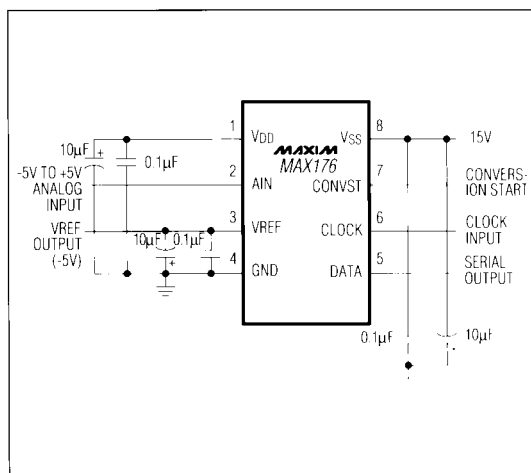 1 VDD MAXIM VSS 8 15V
10µF + 0.1µF MAX176
-5V TO +5V ANALOG INPUT 2 AIN CONVST 7 CONVERS-ION START
VREF OUTPUT (-5V) 3 VREF CLOCK 6 CLOCK INPUT
10µF 0.1µF
+ 4 GND DATA 5 SERIAL OUTPUT
0.1µF 10µF